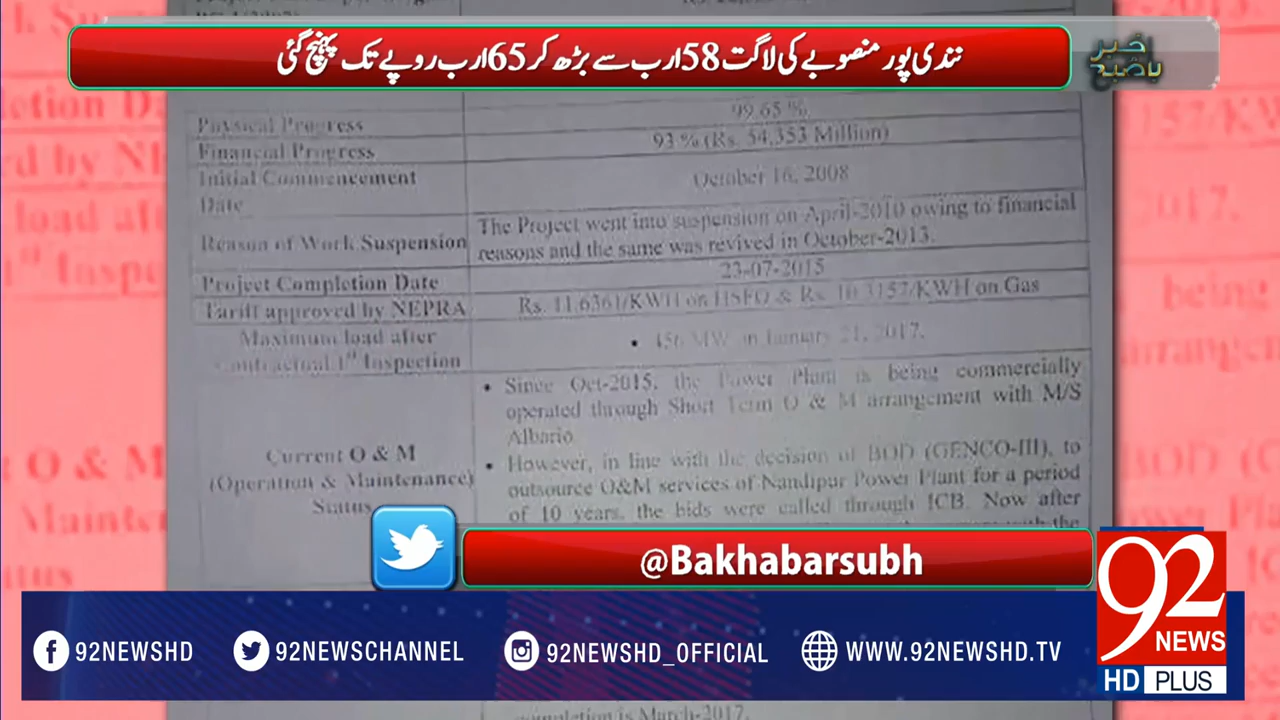 نندی پور منصوبے کی لاگت 58 ارب سے بڑھ کر 65 ارب روپے تک پہنچ گئی
باخبر صبح
Physical Progress
99.65 %
Financial Progress
93 % (Rs. 54,353 Million)
Initial Commencement
Date
October 16, 2008
Reason of Work Suspension
The Project went into suspension on April-2010 owing to financial
reasons and the same was revived in October-2013.
Project Completion Date
23-07-2015
Tariff approved by NEPRA
Rs. 11.6361/KWH on HSFO & Rs. 10.3157/KWH on Gas
Maximum load after
Contractual 1st Inspection
• MW on January 21, 2017.
Current O & M
(Operation & Maintenance)
Status
• Since Oct-2015, the Power Plant is being commercially
operated through Short Term O & M arrangement with M/S
Albario
• However, in line with the decision of BOD (GENCO-III), to
outsource O&M services of Nandipur Power Plant for a period
of 10 years, the bids were called through ICB. Now after
completion is March-2017.
@Bakhabarsubh
92NEWSHD
92NEWSCHANNEL
92NEWSHD_OFFICIAL
WWW.92NEWSHD.TV
92
NEWS
HD PLUS